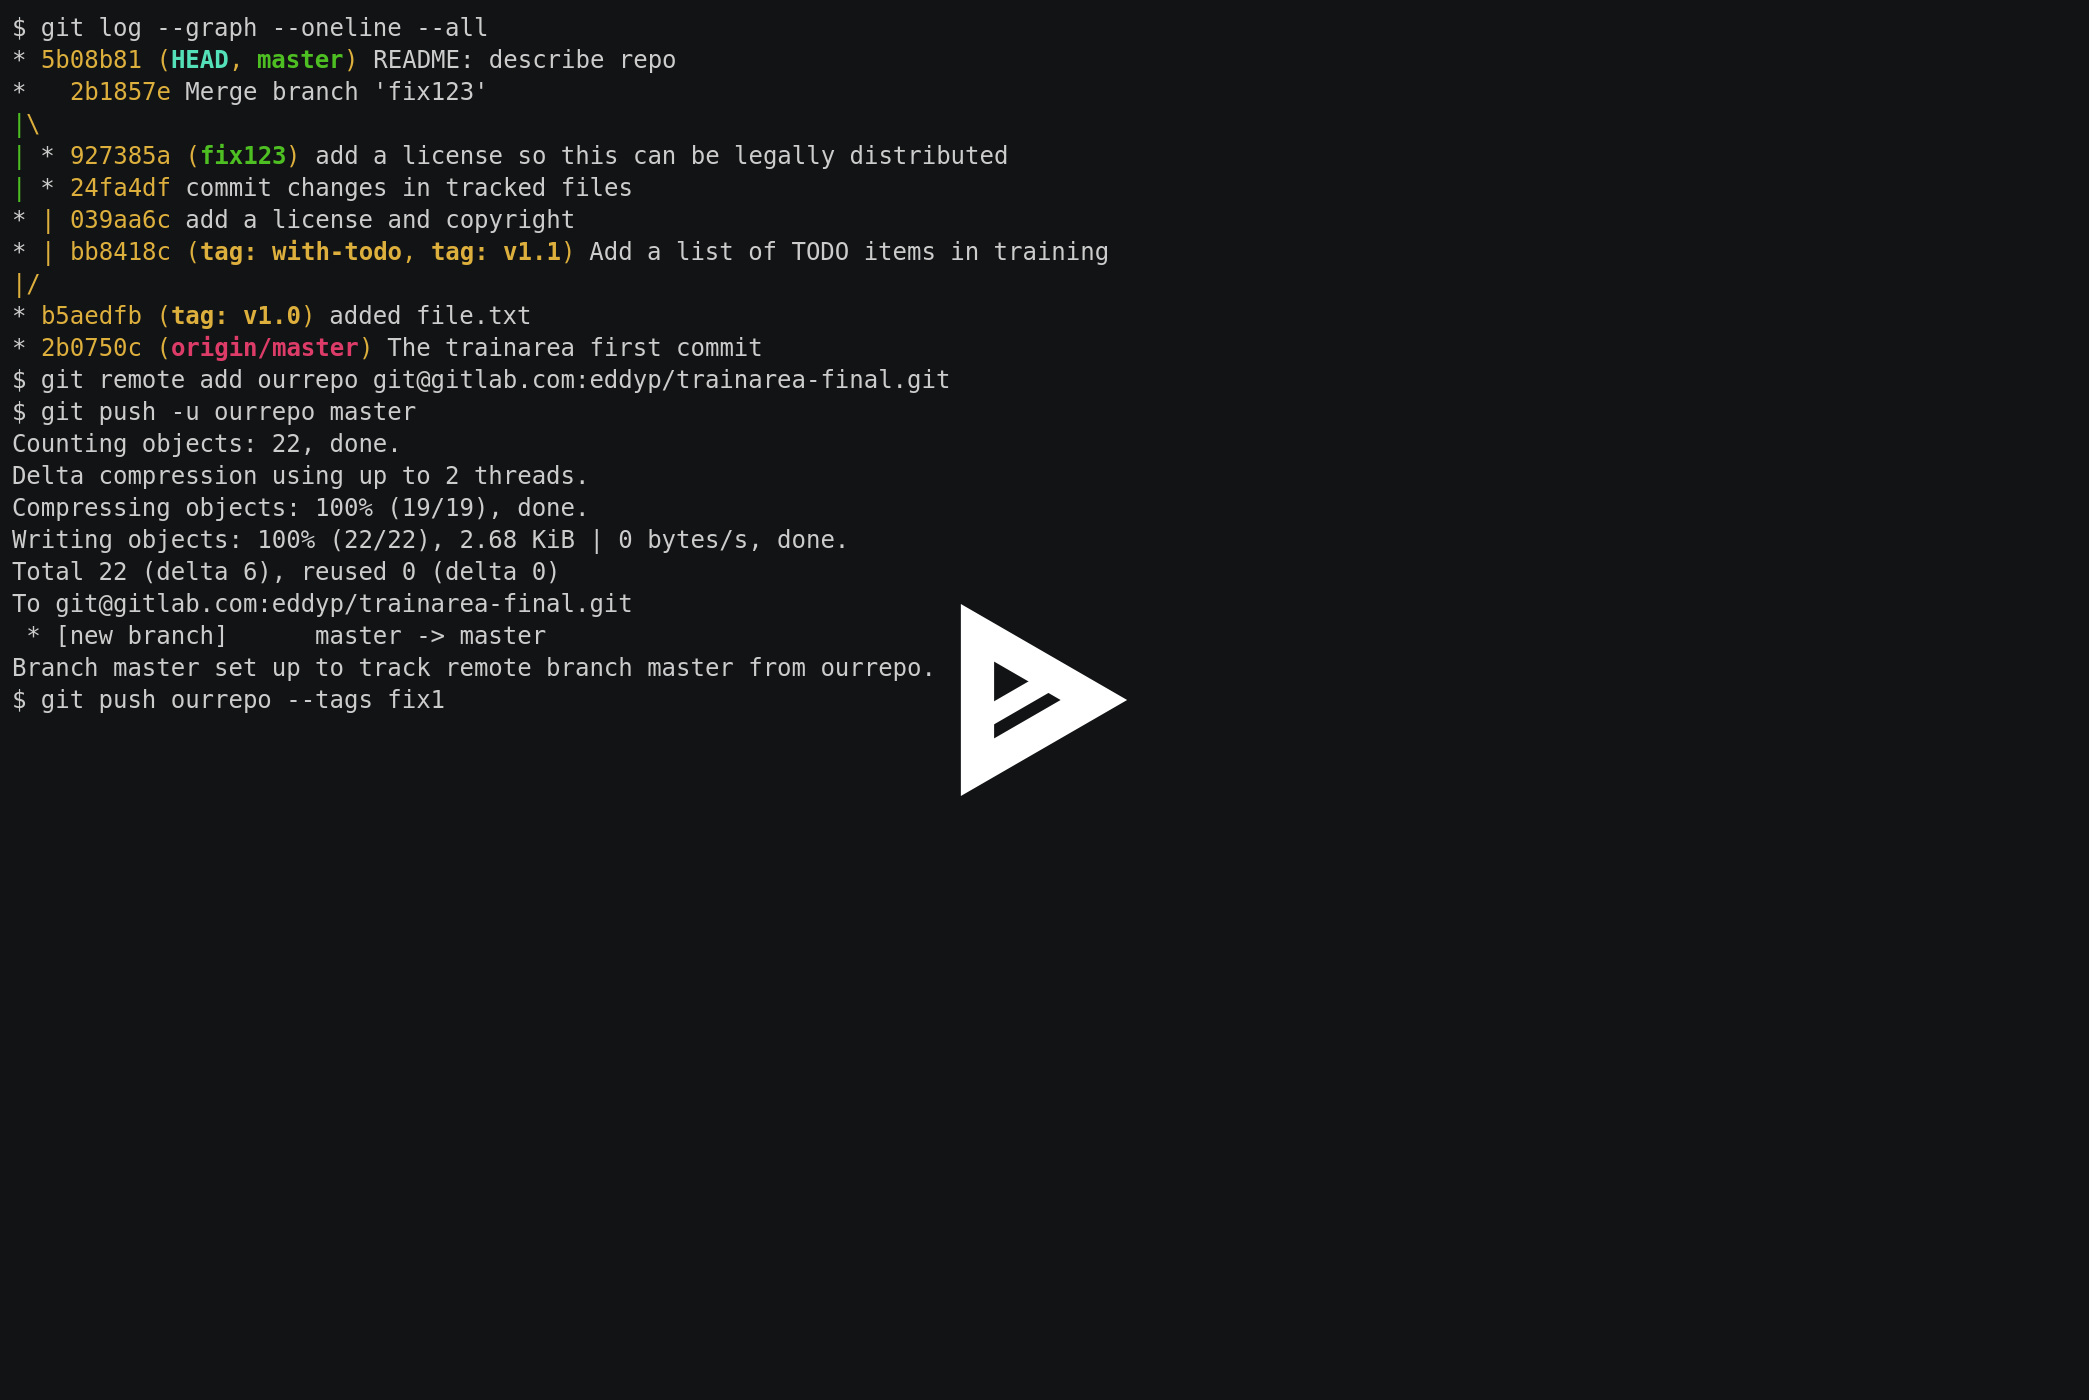 $ git log --graph --oneline --all
* 5b08b81 (HEAD, master) README: describe repo
*   2b1857e Merge branch 'fix123'
|\
| * 927385a (fix123) add a license so this can be legally distributed
| * 24fa4df commit changes in tracked files
* | 039aa6c add a license and copyright
* | bb8418c (tag: with-todo, tag: v1.1) Add a list of TODO items in training
|/
* b5aedfb (tag: v1.0) added file.txt
* 2b0750c (origin/master) The trainarea first commit
$ git remote add ourrepo git@gitlab.com:eddyp/trainarea-final.git
$ git push -u ourrepo master
Counting objects: 22, done.
Delta compression using up to 2 threads.
Compressing objects: 100% (19/19), done.
Writing objects: 100% (22/22), 2.68 KiB | 0 bytes/s, done.
Total 22 (delta 6), reused 0 (delta 0)
To git@gitlab.com:eddyp/trainarea-final.git
 * [new branch]      master -> master
Branch master set up to track remote branch master from ourrepo.
$ git push ourrepo --tags fix1